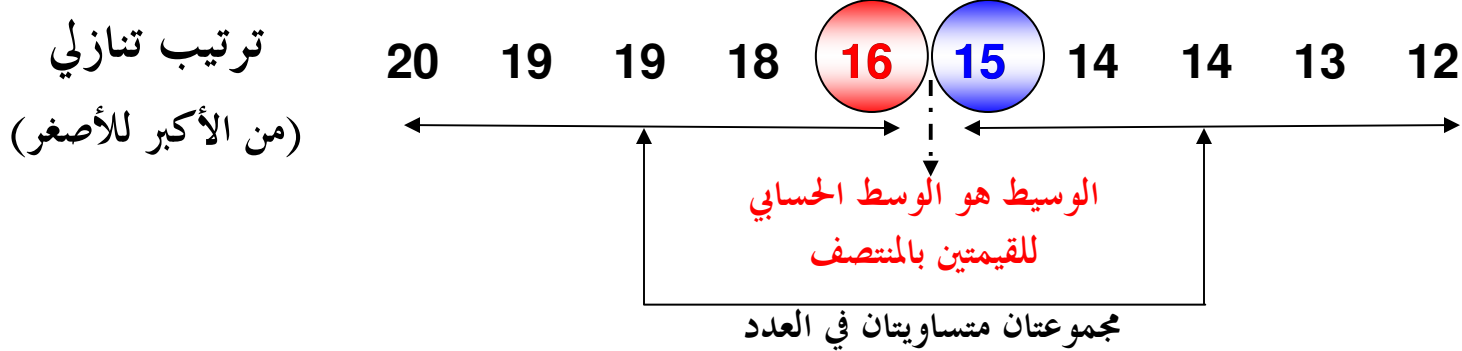 ترتيب تنازلي
(من الأكبر للأصغر)
20 19 19 18 16 15 14 14 13 12
الوسيط هو الوسط الحسابي
للقيمتين بالمنتصف
مجموعتان متساويتان في العدد